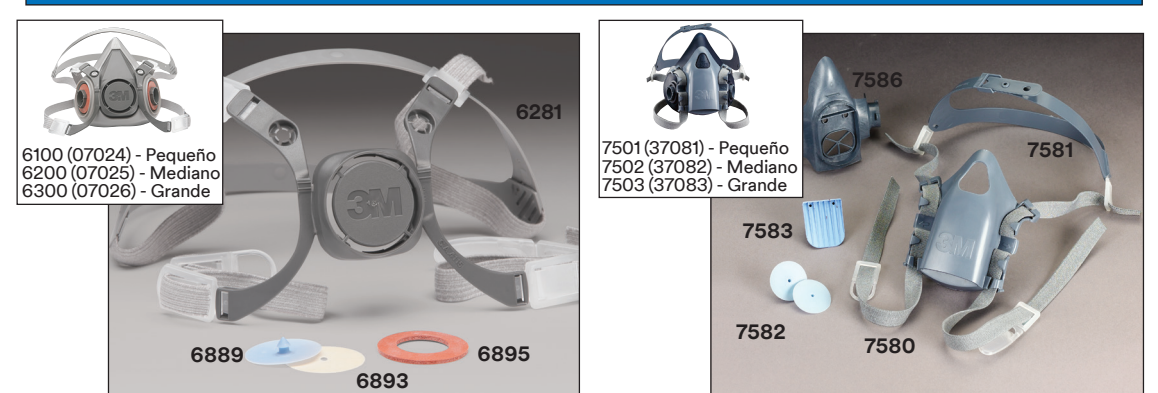 3M
6100 (07024) - Pequeño
6200 (07025) - Mediano
6300 (07026) - Grande
6281
3M
6889
6893
6895
3M
7501 (37081) - Pequeño
7502 (37082) - Mediano
7503 (37083) - Grande
7586
7581
7583
3M
7582
7580